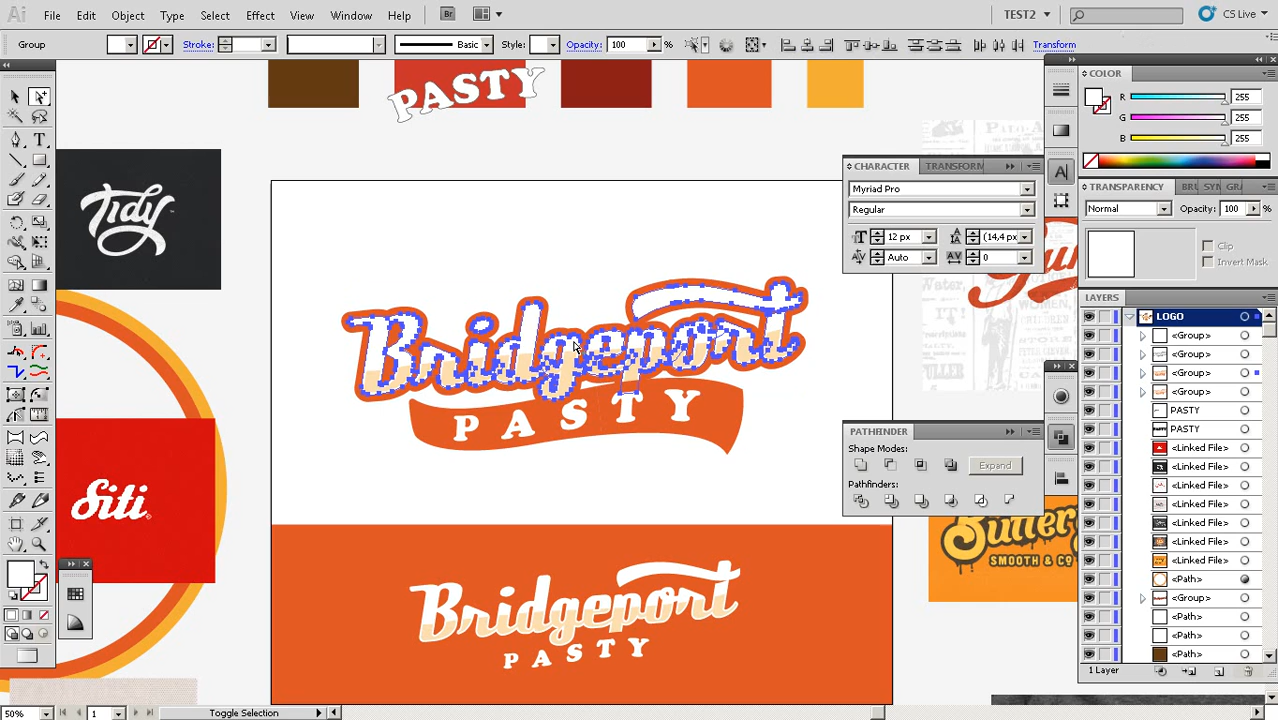 Ai File Edit Object Type Select Effect View Window Help Br TEST2 CS Live
Group Stroke: Basic Style: Opacity: 100 % Transform
PASTY
Tidy
Siti
Bridgeport
PASTY
Bridgeport
PASTY
SMOOTH & CO
CHARACTER TRANSFORM
Myriad Pro
Regular
12 px (14,4 px
Auto 0
PATHFINDER
Shape Modes:
Expand
Pathfinders:
COLOR
R 255
G 255
B 255
TRANSPARENCY
Normal Opacity: 100 %
Clip
Invert Mask
LAYERS
LOGO
<Group>
<Group>
<Group>
<Group>
PASTY
PASTY
<Linked File>
<Linked File>
<Linked File>
<Linked File>
<Linked File>
<Linked File>
<Linked File>
<Path>
<Group>
<Path>
<Path>
<Path>
1 Layer
50% 1 Toggle Selection